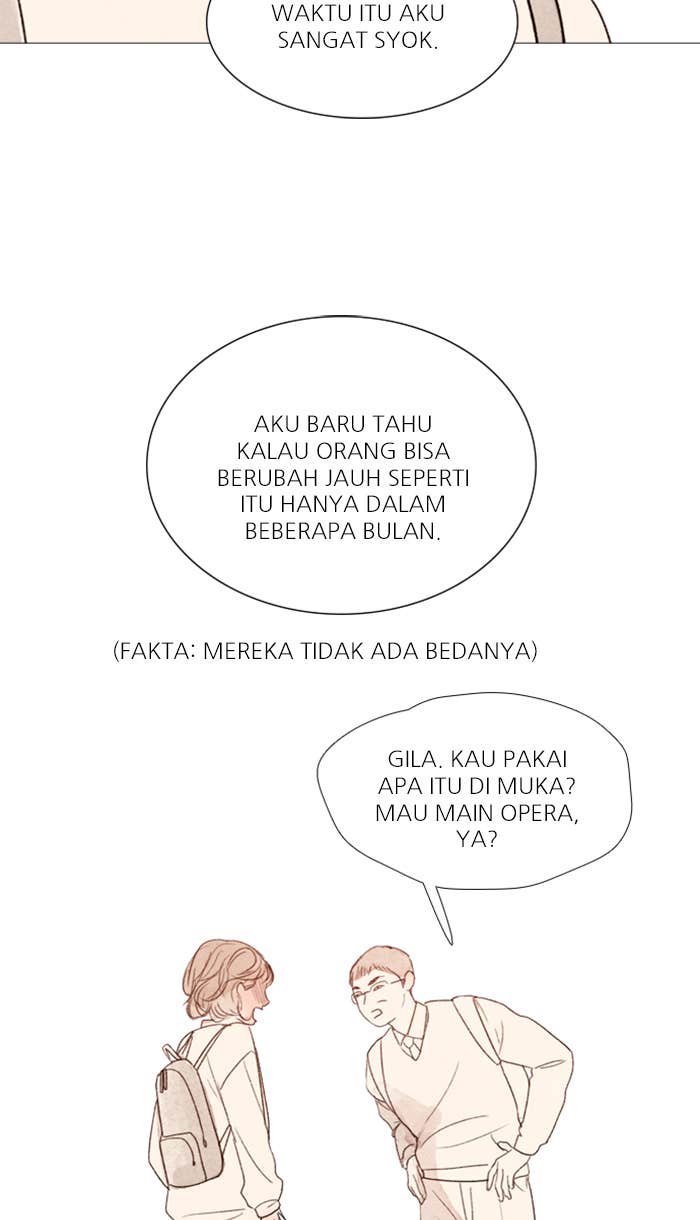 WAKTU ITU AKU
SANGAT SYOK.
AKU BARU TAHU
KALAU ORANG BISA
BERUBAH JAUH SEPERTI
ITU HANYA DALAM
BEBERAPA BULAN.
(FAKTA: MEREKA TIDAK ADA BEDANYA)
GILA. KAU PAKAI
APA ITU DI MUKA?
MAU MAIN OPERA,
YA?